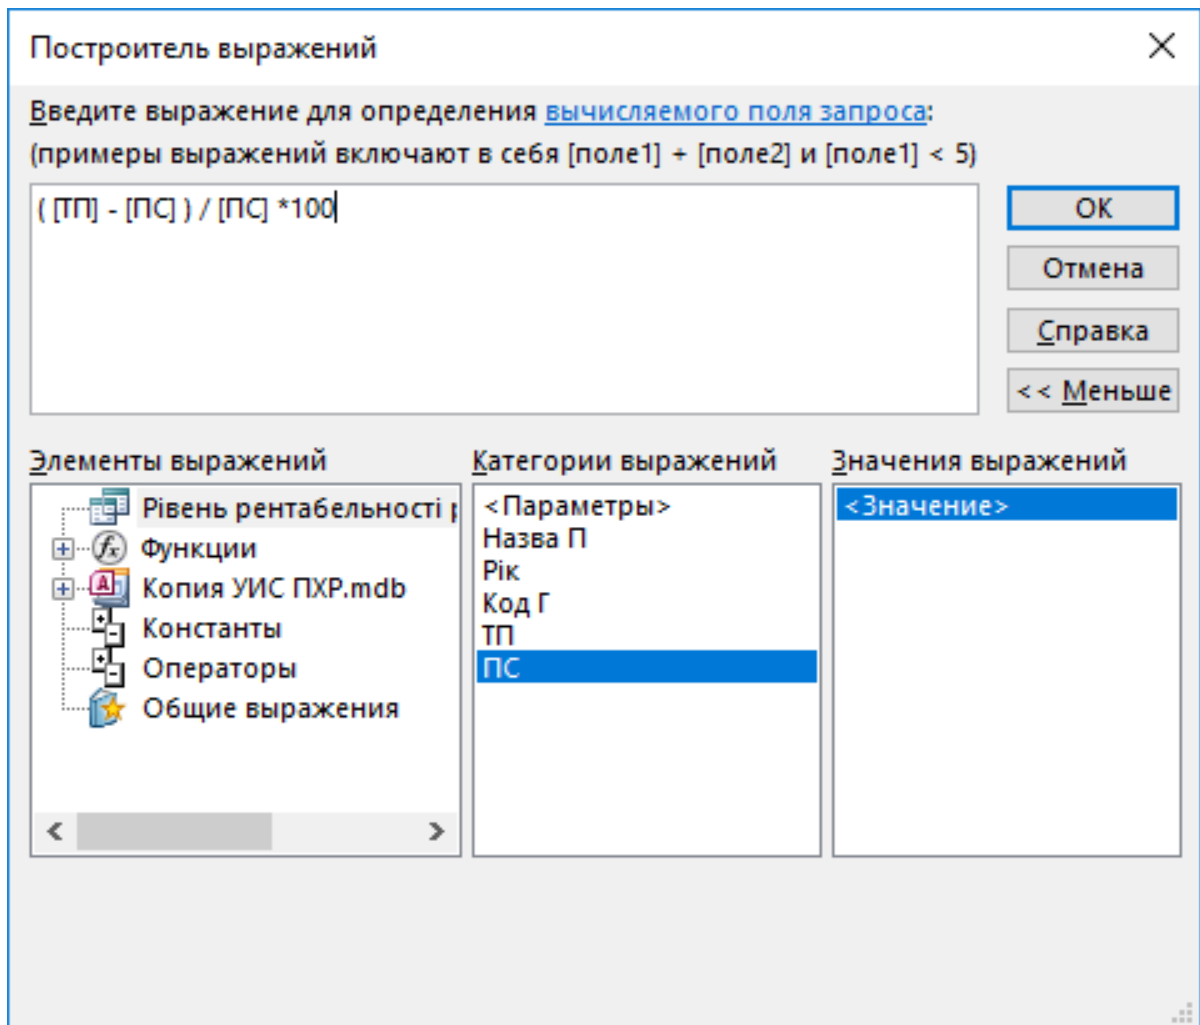 Построитель выражений
Введите выражение для определения вычисляемого поля запроса:
(примеры выражений включают в себя [поле1] + [поле2] и [поле1] < 5)
( [ТП] - [ПС] ) / [ПС] *100
ОК
Отмена
Справка
<< Меньше
Элементы выражений
Рівень рентабельності р
Функции
Копия УИС ПХР.mdb
Константы
Операторы
Общие выражения
Категории выражений
<Параметры>
Назва П
Рік
Код Г
ТП
ПС
Значения выражений
<Значение>